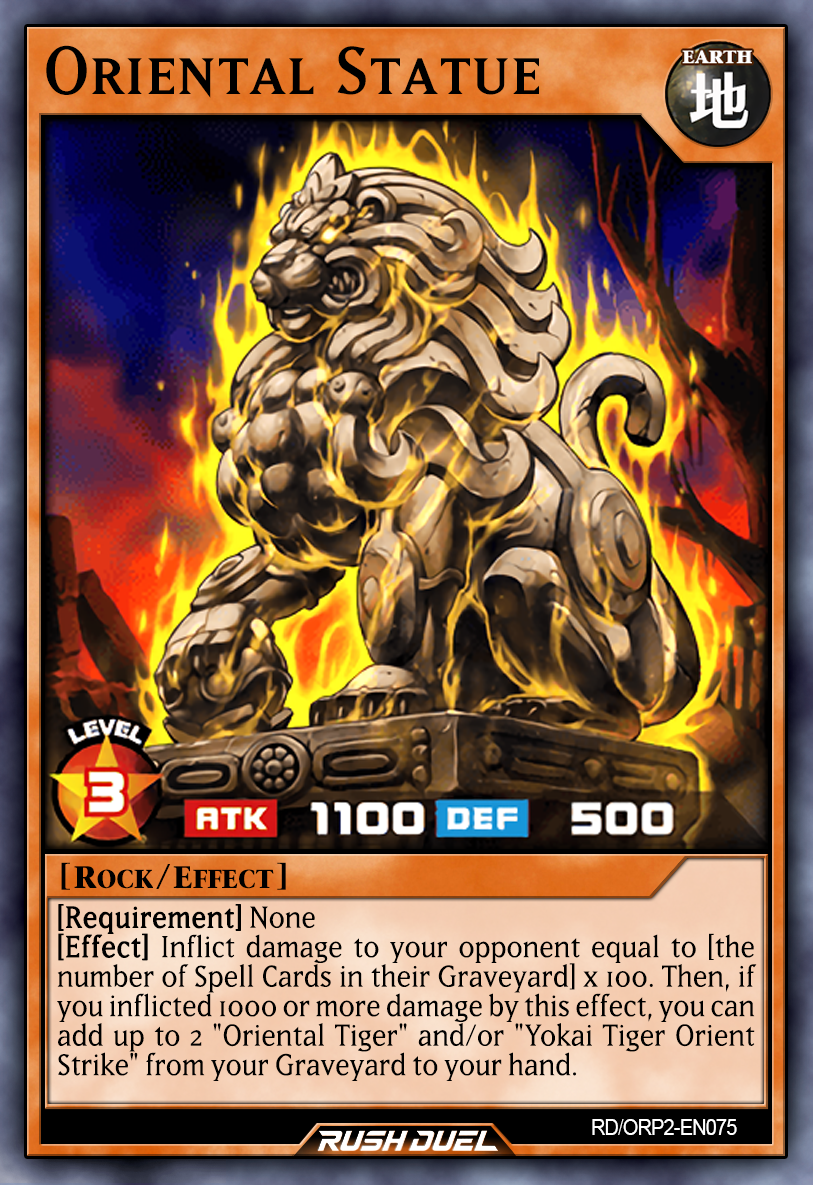 Oriental Statue
EARTH
地
LEVEL
3
ATK 1100 DEF 500
[Rock/Effect]
[Requirement] None
[Effect] Inflict damage to your opponent equal to [the
number of Spell Cards in their Graveyard] x 100. Then, if
you inflicted 1000 or more damage by this effect, you can
add up to 2 "Oriental Tiger" and/or "Yokai Tiger Orient
Strike" from your Graveyard to your hand.
RUSH DUEL
RD/ORP2-EN075